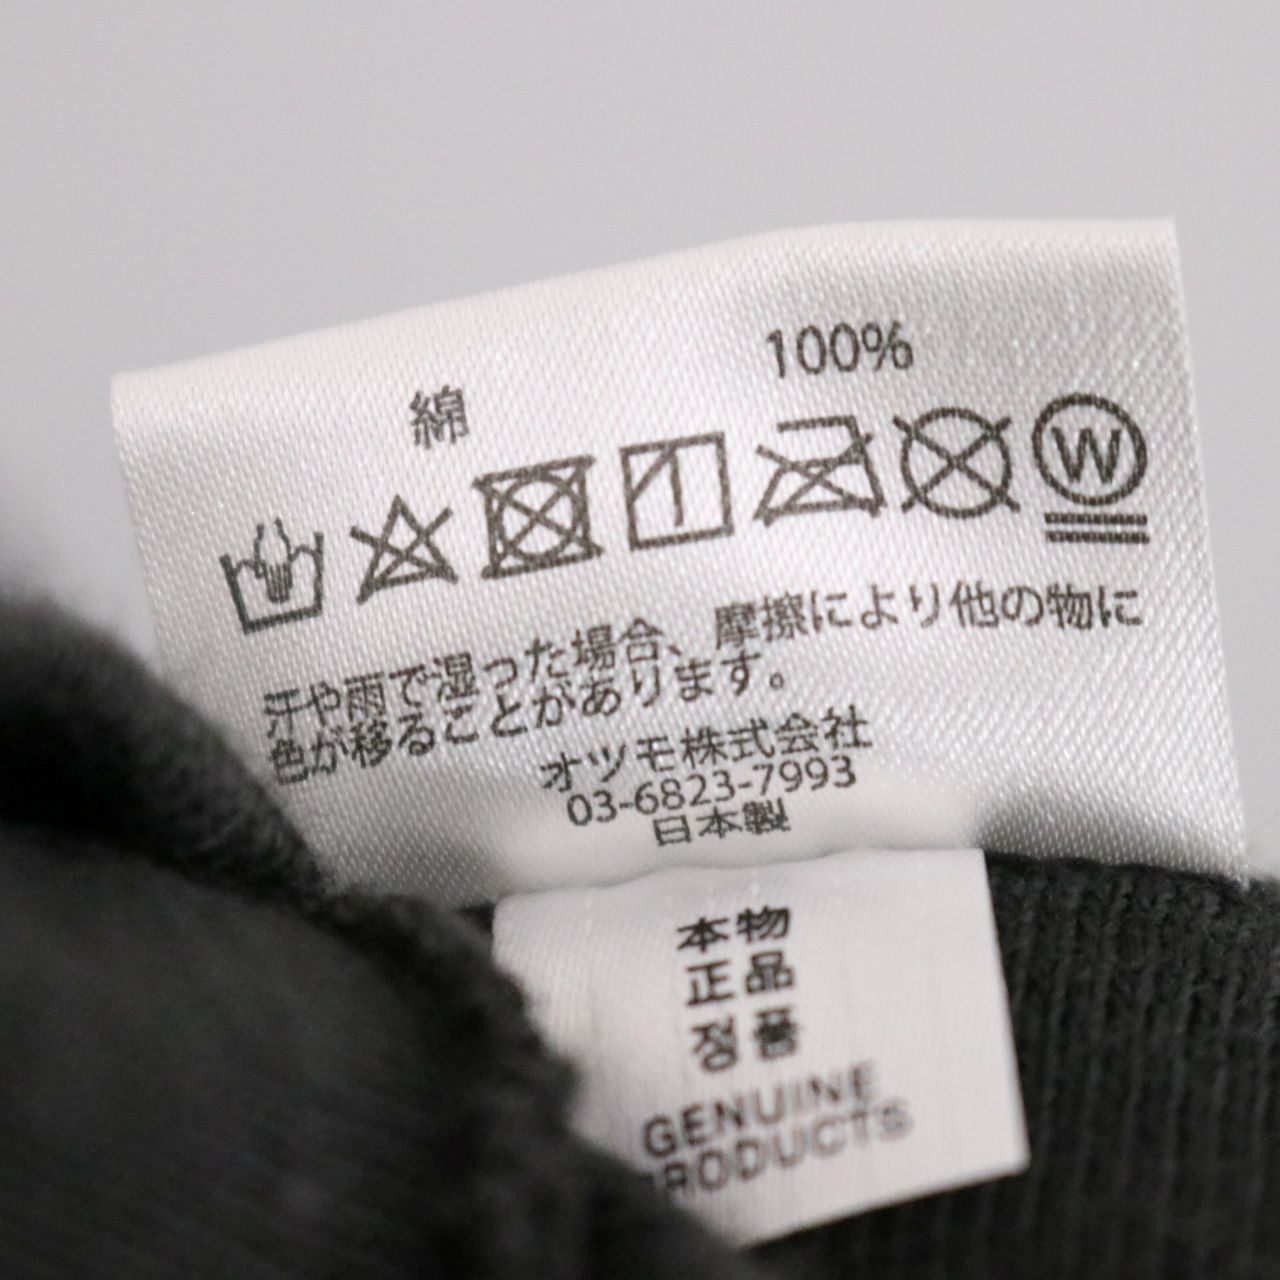 綿 100%
W
汗や雨で湿った場合、摩擦により他の物に
色が移ることがあります。
オツモ株式会社
03-6823-7993
日本製
本物
正品
정품
GENUINE
PRODUCTS